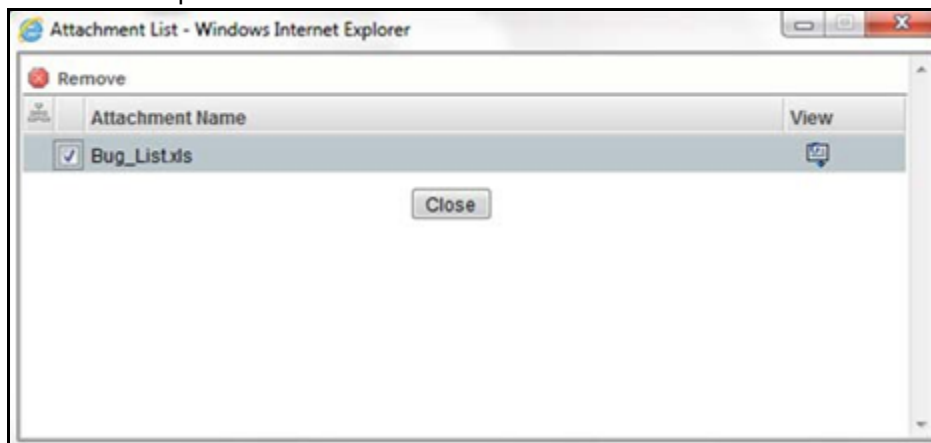 Attachment List - Windows Internet Explorer
Remove
Attachment Name View
Bug_List.xls
Close